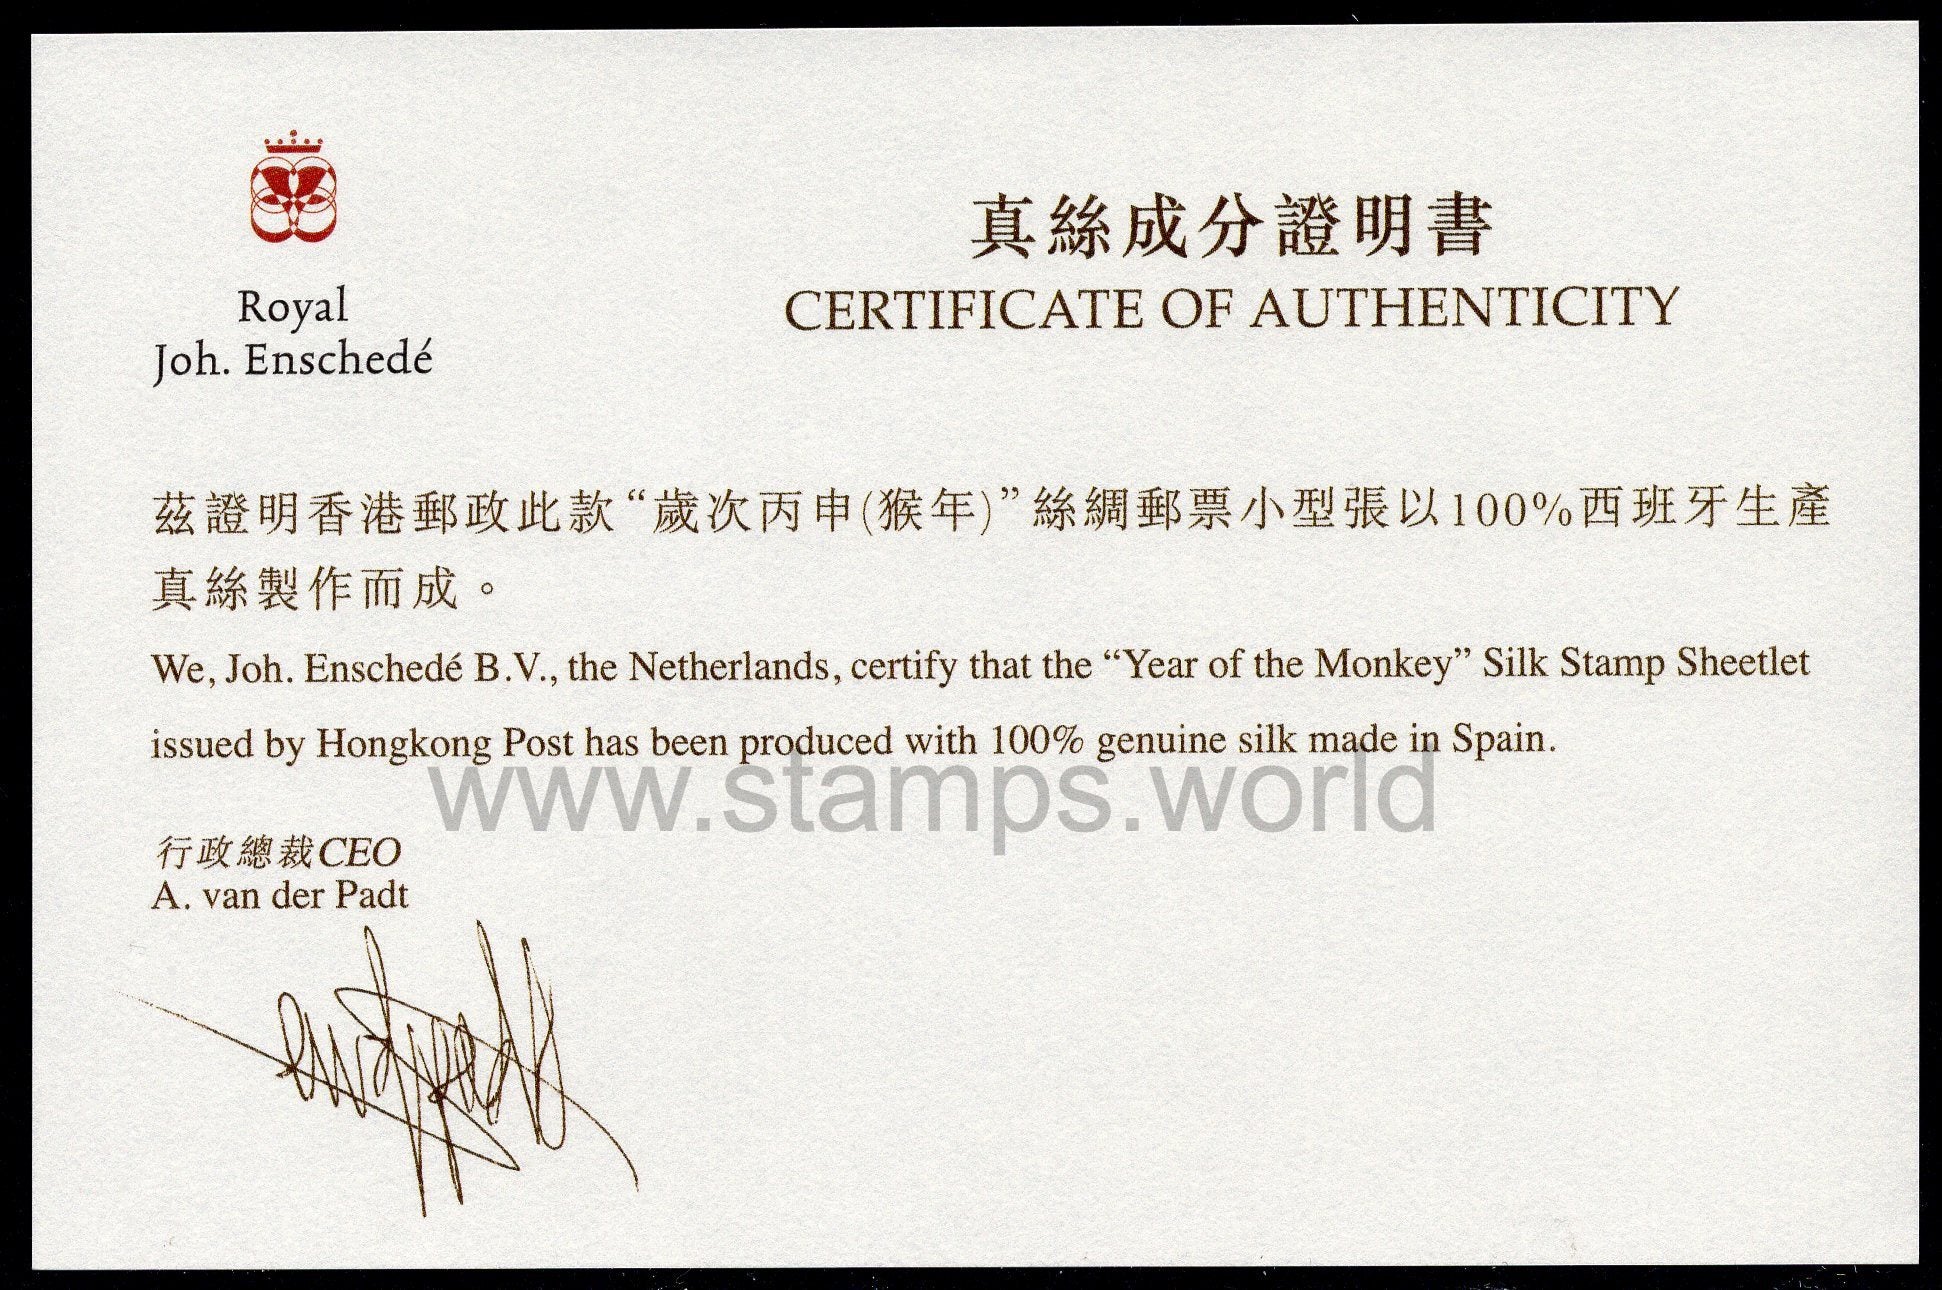 Royal
Joh. Enschedé
真絲成分證明書
CERTIFICATE OF AUTHENTICITY
茲證明香港郵政此款“歲次丙申(猴年)”絲綢郵票小型張以100%西班牙生產
真絲製作而成。
We, Joh. Enschedé B.V., the Netherlands, certify that the “Year of the Monkey” Silk Stamp Sheetlet
issued by Hongkong Post has been produced with 100% genuine silk made in Spain.
www.stamps.world
行政總裁CEO
A. van der Padt